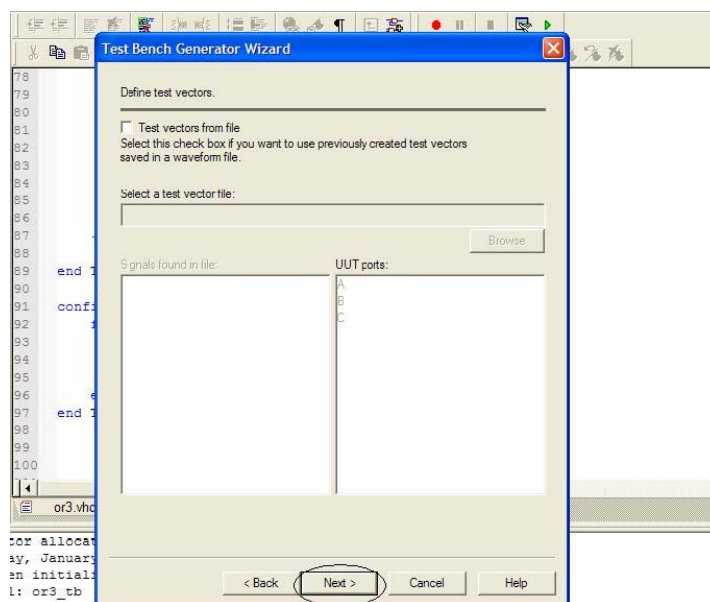 Test Bench Generator Wizard
78
79
80
81
82
83
84
85
86
87
88
89 end T
90
91 confi
92 f
93
94
95
96 e
97 end T
98
99
100
Define test vectors.
Test vectors from file
Select this check box if you want to use previously created test vectors
saved in a waveform file.
Select a test vector file:
Browse
Signals found in file:
UUT ports:
A
B
C
or3.vhd
tor allocat
ay, January
en initiali
l: or3_tb
< Back
Next >
Cancel
Help